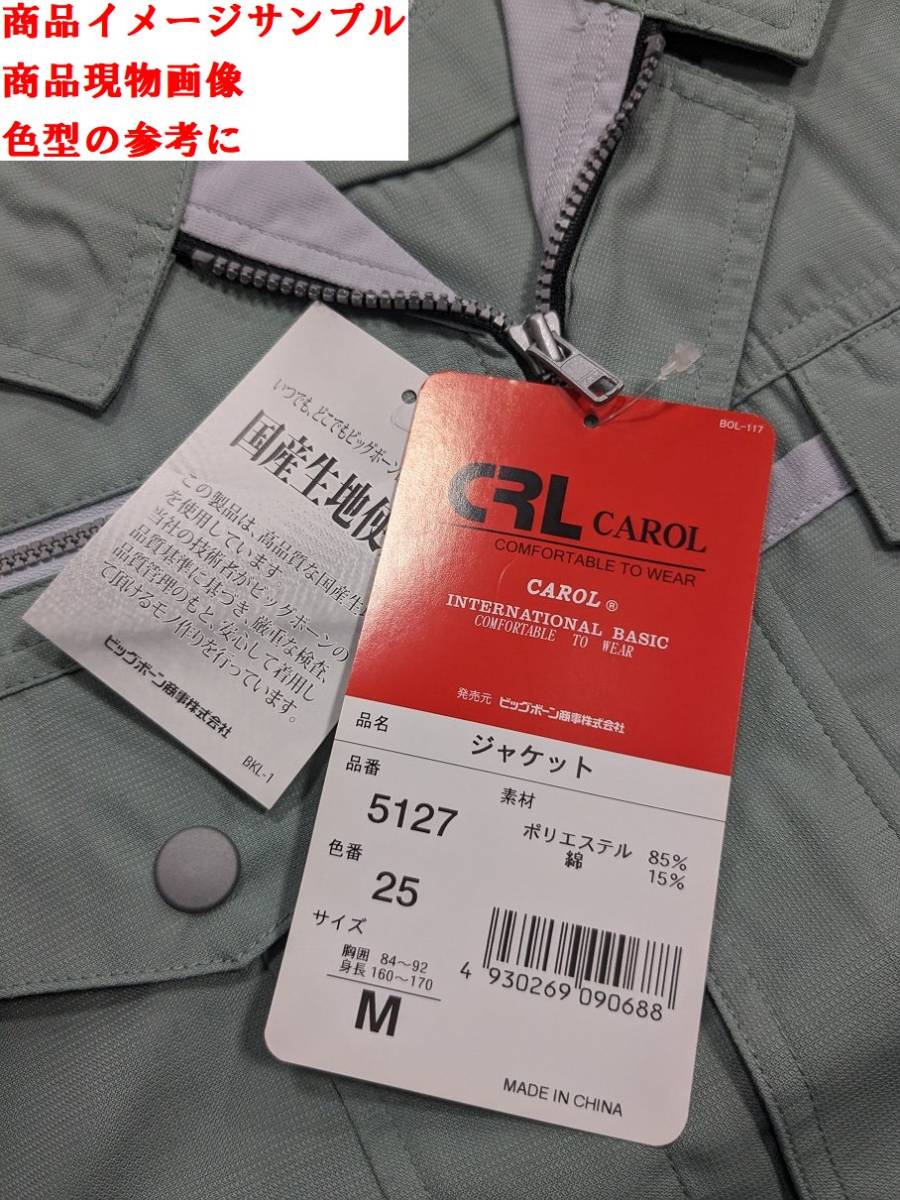 商品イメージサンプル
商品現物画像
色型の参考に
いつでも、どこでもビッグボーン
国産生地使
この製品は、高品質な国産生
を使用しています。
当社の技術者がビッグボーンの
品質基準に基づき、厳重な検査、
品質管理のもと、安心して着用し
て頂けるモノ作りを行っています。
ビッグボーン商事株式会社
BKL-1
BOL-117
CRL CAROL
COMFORTABLE TO WEAR
CAROL®
INTERNATIONAL BASIC
COMFORTABLE TO WEAR
発売元 ビッグボーン商事株式会社
品名 ジャケット
品番
5127
色番
25
サイズ
胸囲 84～92
身長 160～170
M
素材
ポリエステル 85%
綿 15%
4 930269 090688
MADE IN CHINA